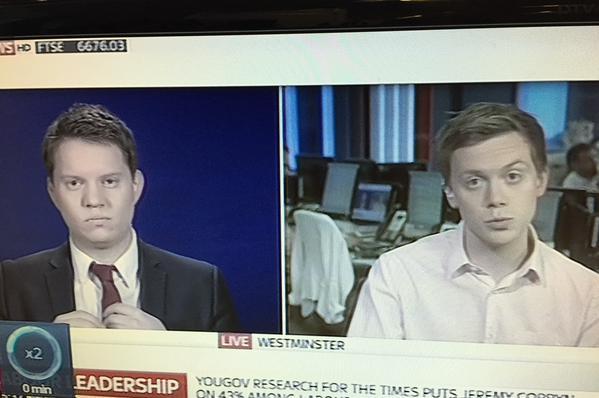 HD FTSE 6676.03
LIVE WESTMINSTER
x2
0 min
LEADERSHIP
YOUGOV RESEARCH FOR THE TIMES PUTS JEREMY CORBYN
ON 43% AMONG